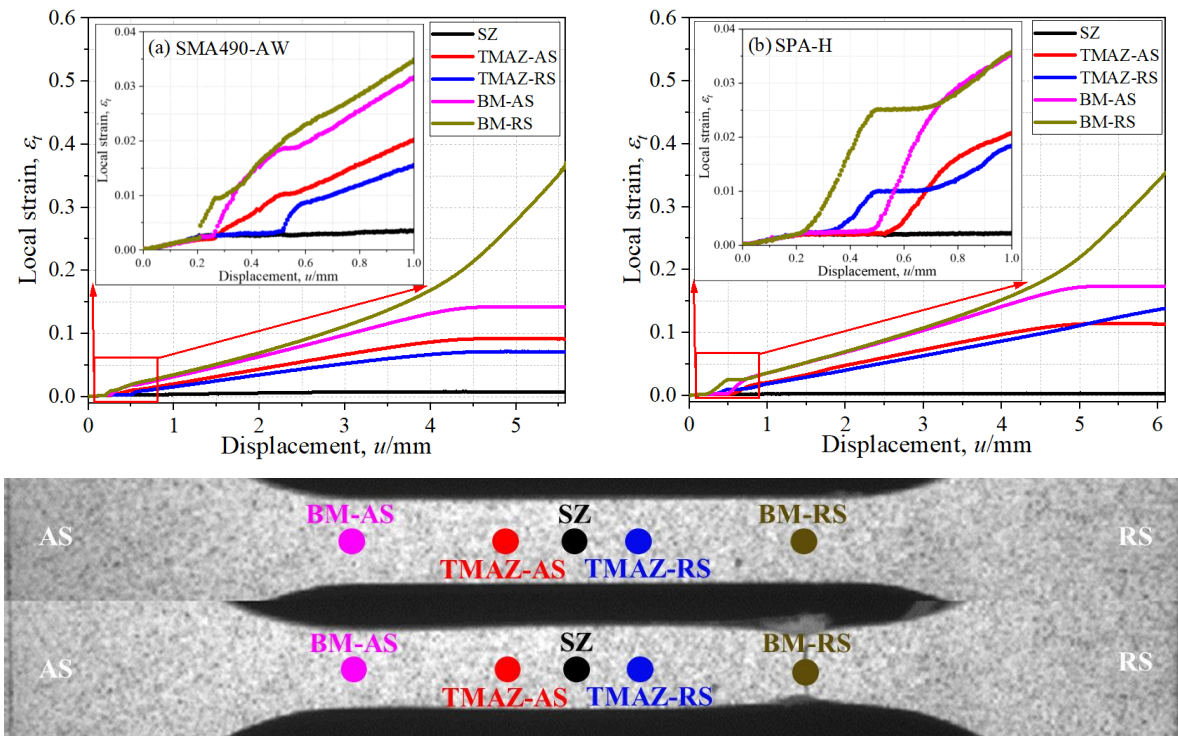 (a) SMA490-AW
Local strain, εₗ
0.04
0.03
0.02
0.01
0.00
0.0 0.2 0.4 0.6 0.8 1.0
Displacement, u/mm
SZ
TMAZ-AS
TMAZ-RS
BM-AS
BM-RS
Local strain, εₗ
0.6
0.5
0.4
0.3
0.2
0.1
0.0
0 1 2 3 4 5
Displacement, u/mm
(b) SPA-H
Local strain, εₗ
0.04
0.03
0.02
0.01
0.00
0.0 0.2 0.4 0.6 0.8 1.0
Displacement, u/mm
SZ
TMAZ-AS
TMAZ-RS
BM-AS
BM-RS
Local strain, εₗ
0.6
0.5
0.4
0.3
0.2
0.1
0.0
0 1 2 3 4 5 6
Displacement, u/mm
BM-AS SZ BM-RS
AS RS
TMAZ-AS TMAZ-RS
BM-AS SZ BM-RS
AS RS
TMAZ-AS TMAZ-RS